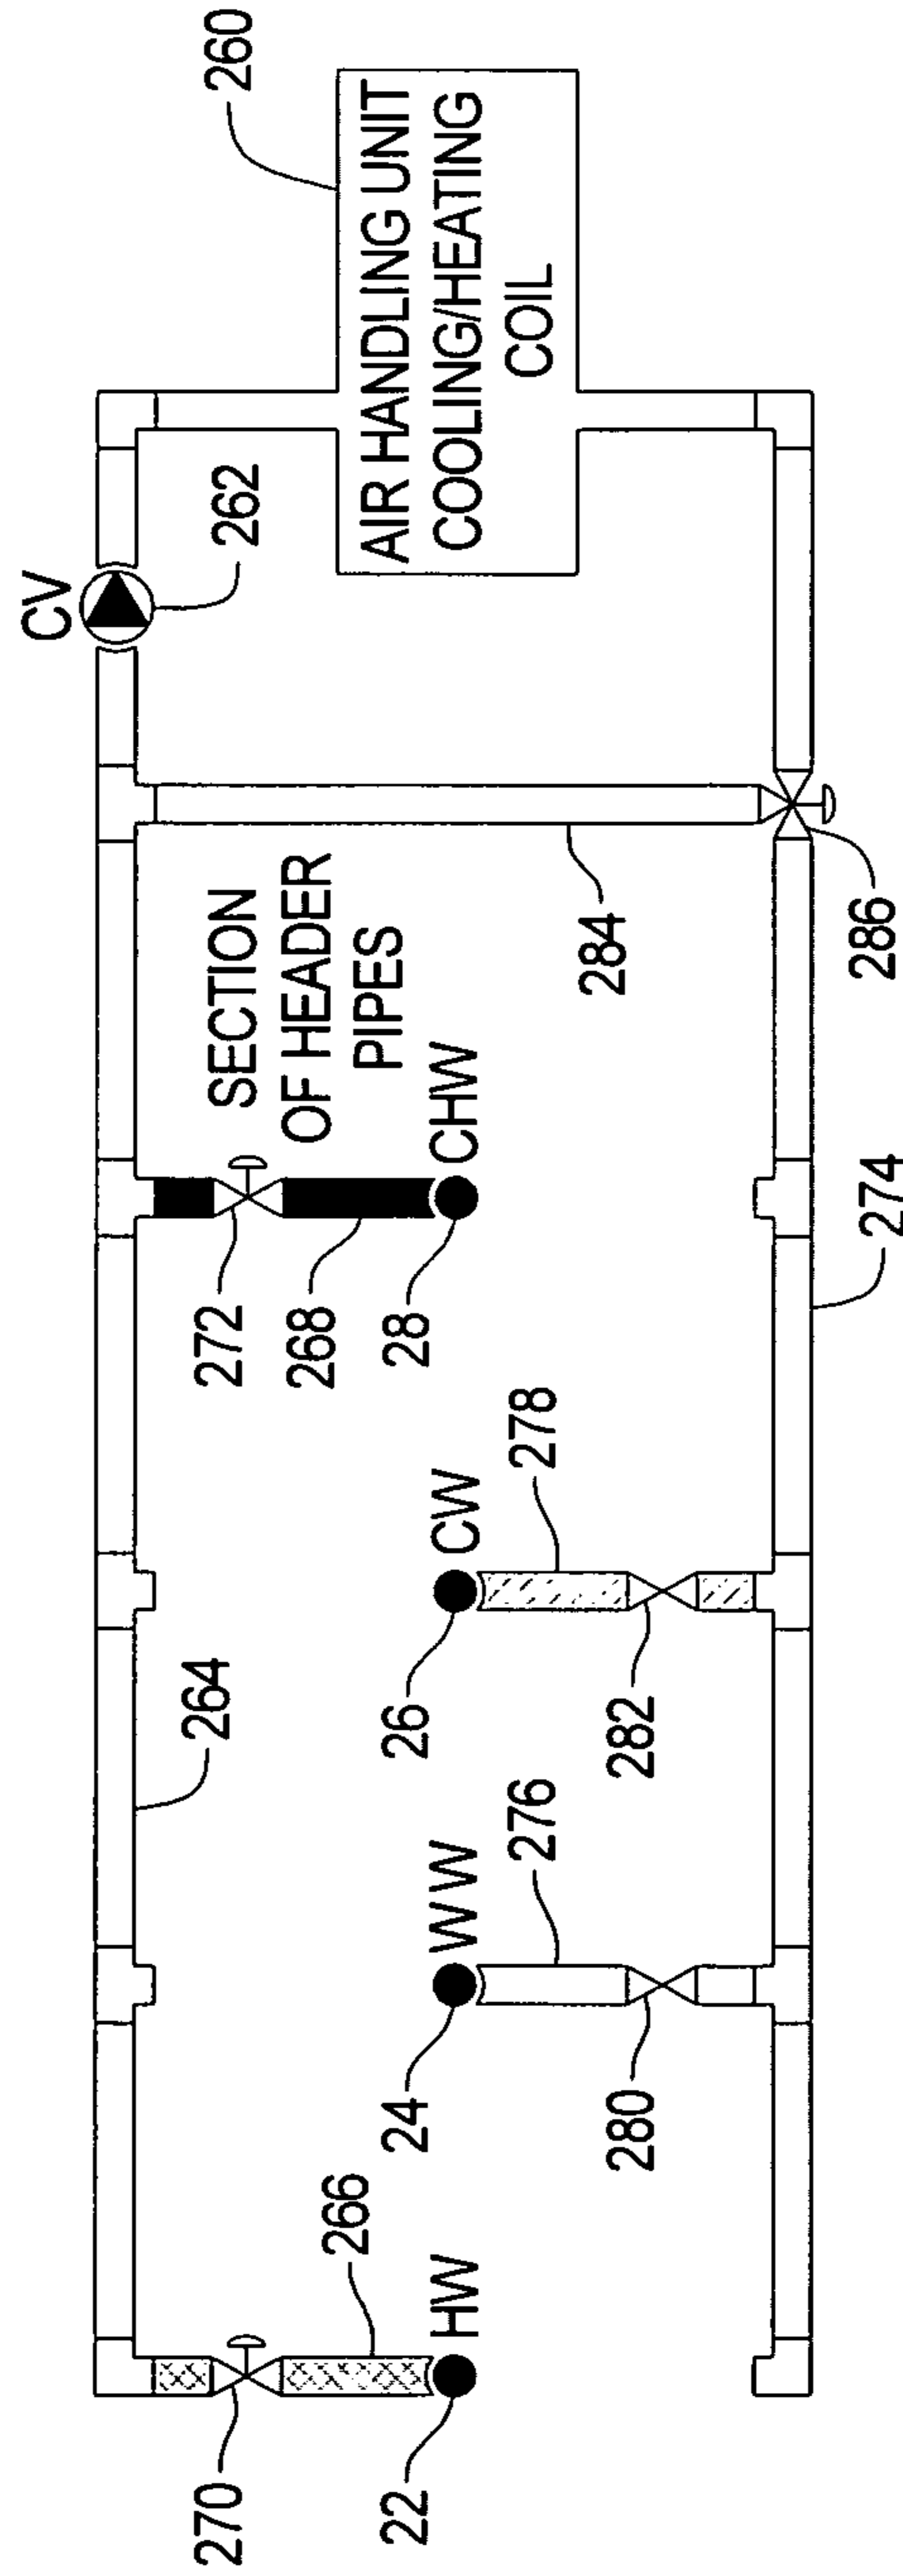 CV
262
260
AIR HANDLING UNIT
COOLING/HEATING
COIL
264
SECTION
OF HEADER
PIPES
270
266
272
268
22
HW
24
WW
26
CW
28
CHW
276
278
284
280
282
274
286